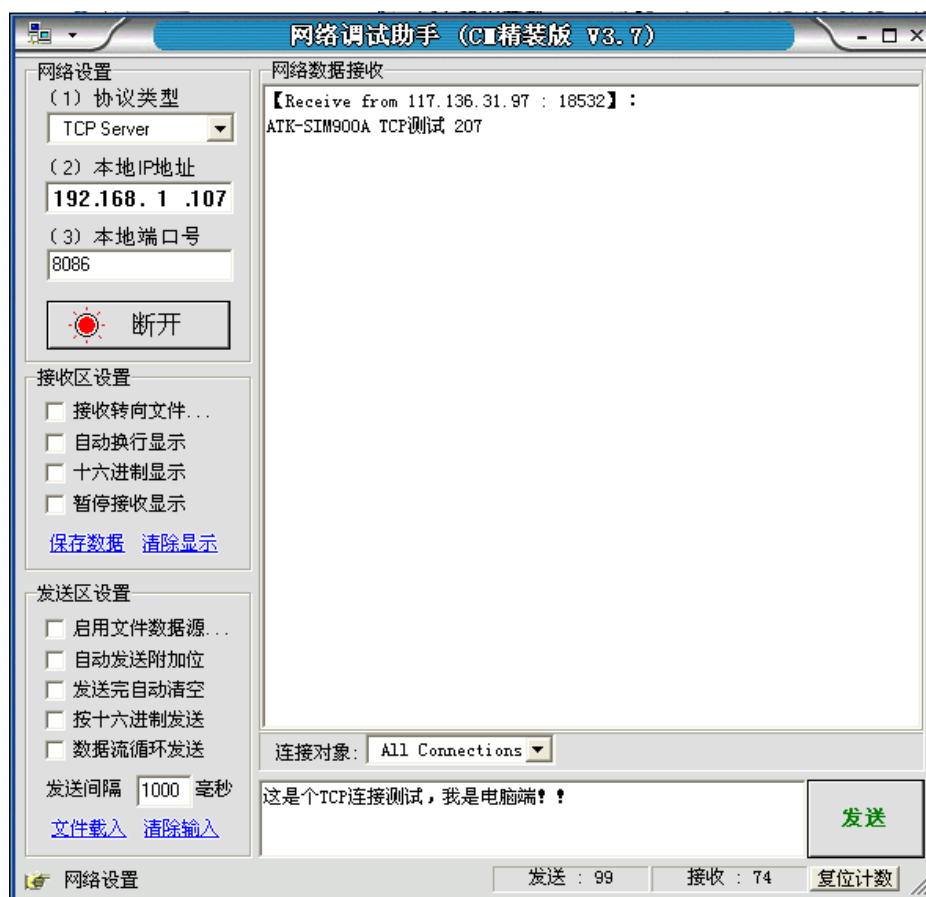 网络调试助手 (CⅡ精装版 V3.7)
网络设置
(1) 协议类型
TCP Server
(2) 本地IP地址
192.168. 1 .107
(3) 本地端口号
8086
断开
接收区设置
接收转向文件...
自动换行显示
十六进制显示
暂停接收显示
保存数据 清除显示
发送区设置
启用文件数据源...
自动发送附加位
发送完自动清空
按十六进制发送
数据流循环发送
发送间隔 1000 毫秒
文件载入 清除输入
网络数据接收
【Receive from 117.136.31.97 : 18532】:
ATK-SIM900A TCP测试 207
连接对象: All Connections
这是个TCP连接测试,我是电脑端!!
发送
网络设置
发送 : 99
接收 : 74
复位计数